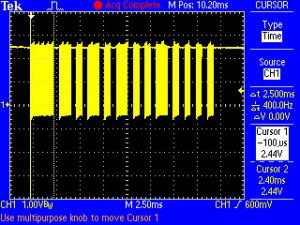 Tek Acq Complete M Pos: 10.20ms CURSOR
Type
Time
Source
CH1
Δt 2.500ms
1/Δt 400.0Hz
ΔV 0.00V
Cursor 1
-100µs
2.44V
Cursor 2
2.40ms
2.44V
1
CH1 1.00VBw M 2.50ms CH1 / 600mV
Use multipurpose knob to move Cursor 1